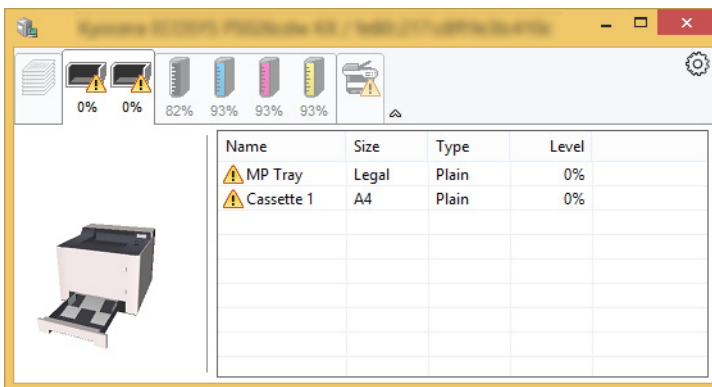 0% 0% 82% 93% 93% 93%
Name Size Type Level
MP Tray Legal Plain 0%
Cassette 1 A4 Plain 0%